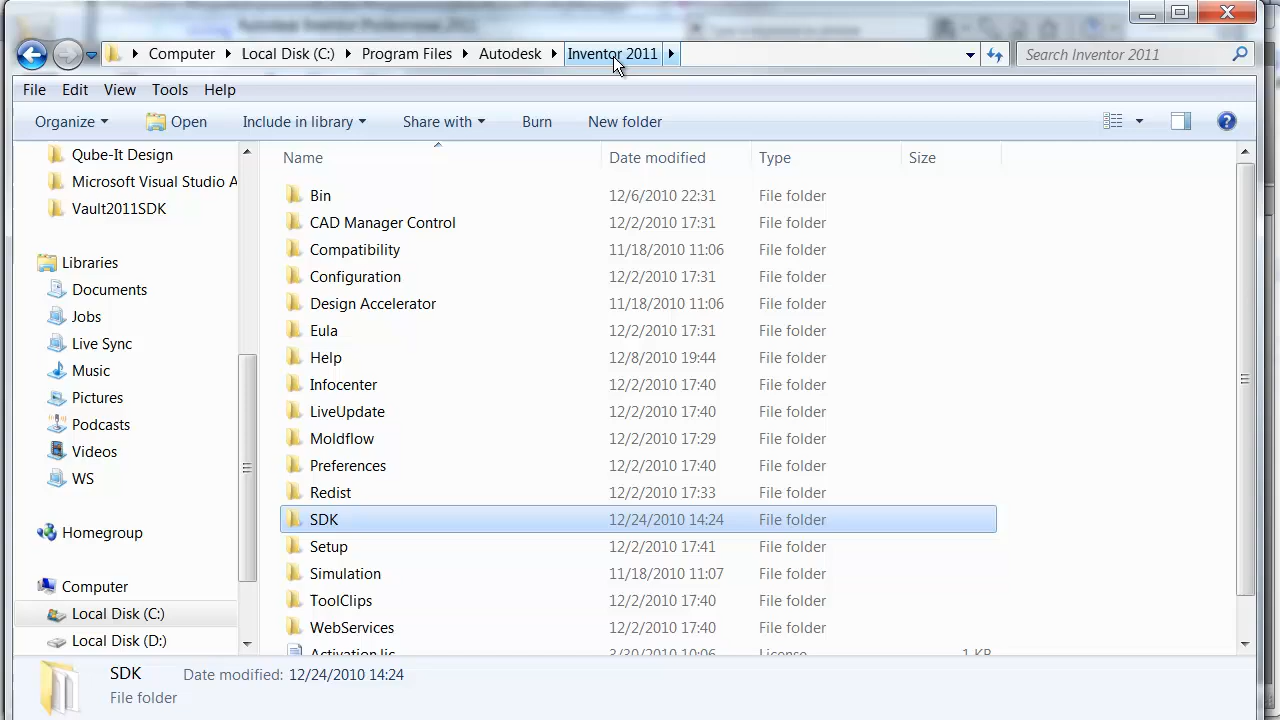 Computer Local Disk (C:) Program Files Autodesk Inventor 2011 Search Inventor 2011
File Edit View Tools Help
Organize Open Include in library Share with Burn New folder
Qube-It Design
Microsoft Visual Studio A
Vault2011SDK
Libraries
Documents
Jobs
Live Sync
Music
Pictures
Podcasts
Videos
WS
Homegroup
Computer
Local Disk (C:)
Local Disk (D:)
Name Date modified Type Size
Bin 12/6/2010 22:31 File folder
CAD Manager Control 12/2/2010 17:31 File folder
Compatibility 11/18/2010 11:06 File folder
Configuration 12/2/2010 17:31 File folder
Design Accelerator 11/18/2010 11:06 File folder
Eula 12/2/2010 17:31 File folder
Help 12/8/2010 19:44 File folder
Infocenter 12/2/2010 17:40 File folder
LiveUpdate 12/2/2010 17:40 File folder
Moldflow 12/2/2010 17:29 File folder
Preferences 12/2/2010 17:40 File folder
Redist 12/2/2010 17:33 File folder
SDK 12/24/2010 14:24 File folder
Setup 12/2/2010 17:41 File folder
Simulation 11/18/2010 11:07 File folder
ToolClips 12/2/2010 17:40 File folder
WebServices 12/2/2010 17:40 File folder
Activation.lic 3/30/2010 10:06 License 1 KB
SDK Date modified: 12/24/2010 14:24
File folder